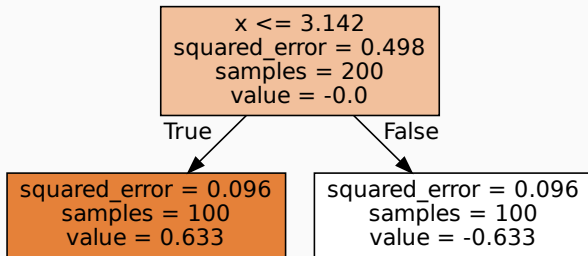 x <= 3.142
squared_error = 0.498
samples = 200
value = -0.0
True
False
squared_error = 0.096
samples = 100
value = 0.633
squared_error = 0.096
samples = 100
value = -0.633